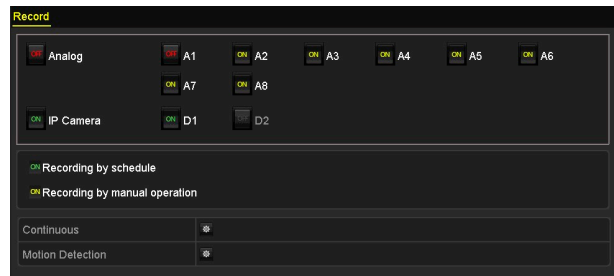 Record
OFF Analog OFF A1 ON A2 ON A3 ON A4 ON A5 ON A6
ON A7 ON A8
ON IP Camera ON D1 OFF D2
ON Recording by schedule
ON Recording by manual operation
Continuous
Motion Detection